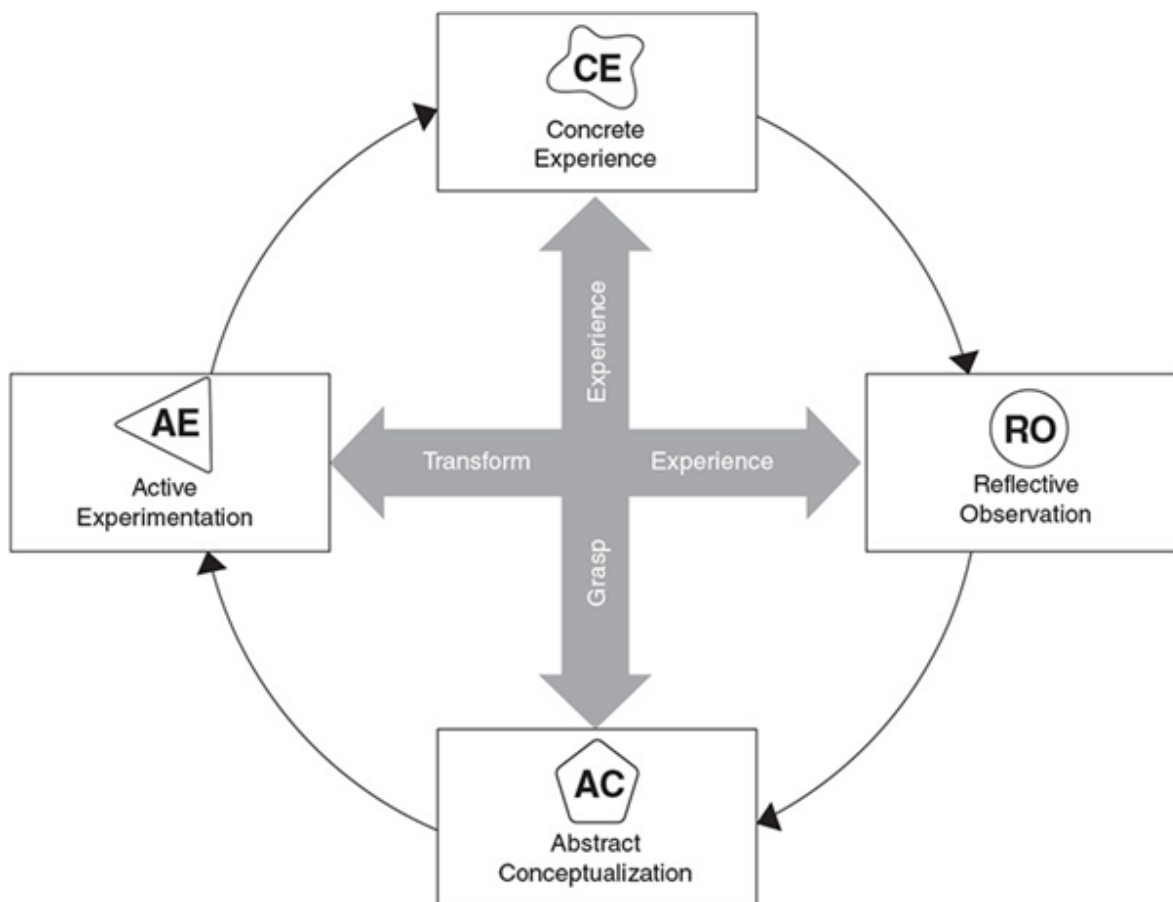 CE
Concrete
Experience
Experience
AE
Active
Experimentation
Transform
Experience
RO
Reflective
Observation
Grasp
AC
Abstract
Conceptualization